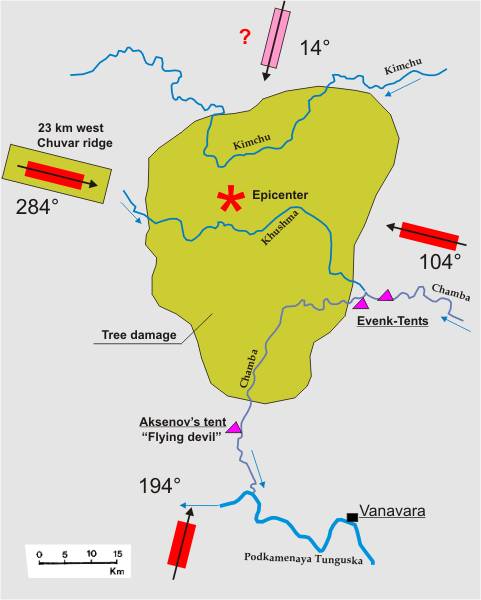 ?
14°
Kimchu
23 km west
Chuvar ridge
Kimchu
284°
Epicenter
Khushma
104°
Chamba
Evenk-Tents
Tree damage
Chamba
Aksenov's tent
“Flying devil”
194°
Vanavara
Podkamenaya Tunguska
0 5 10 15
Km